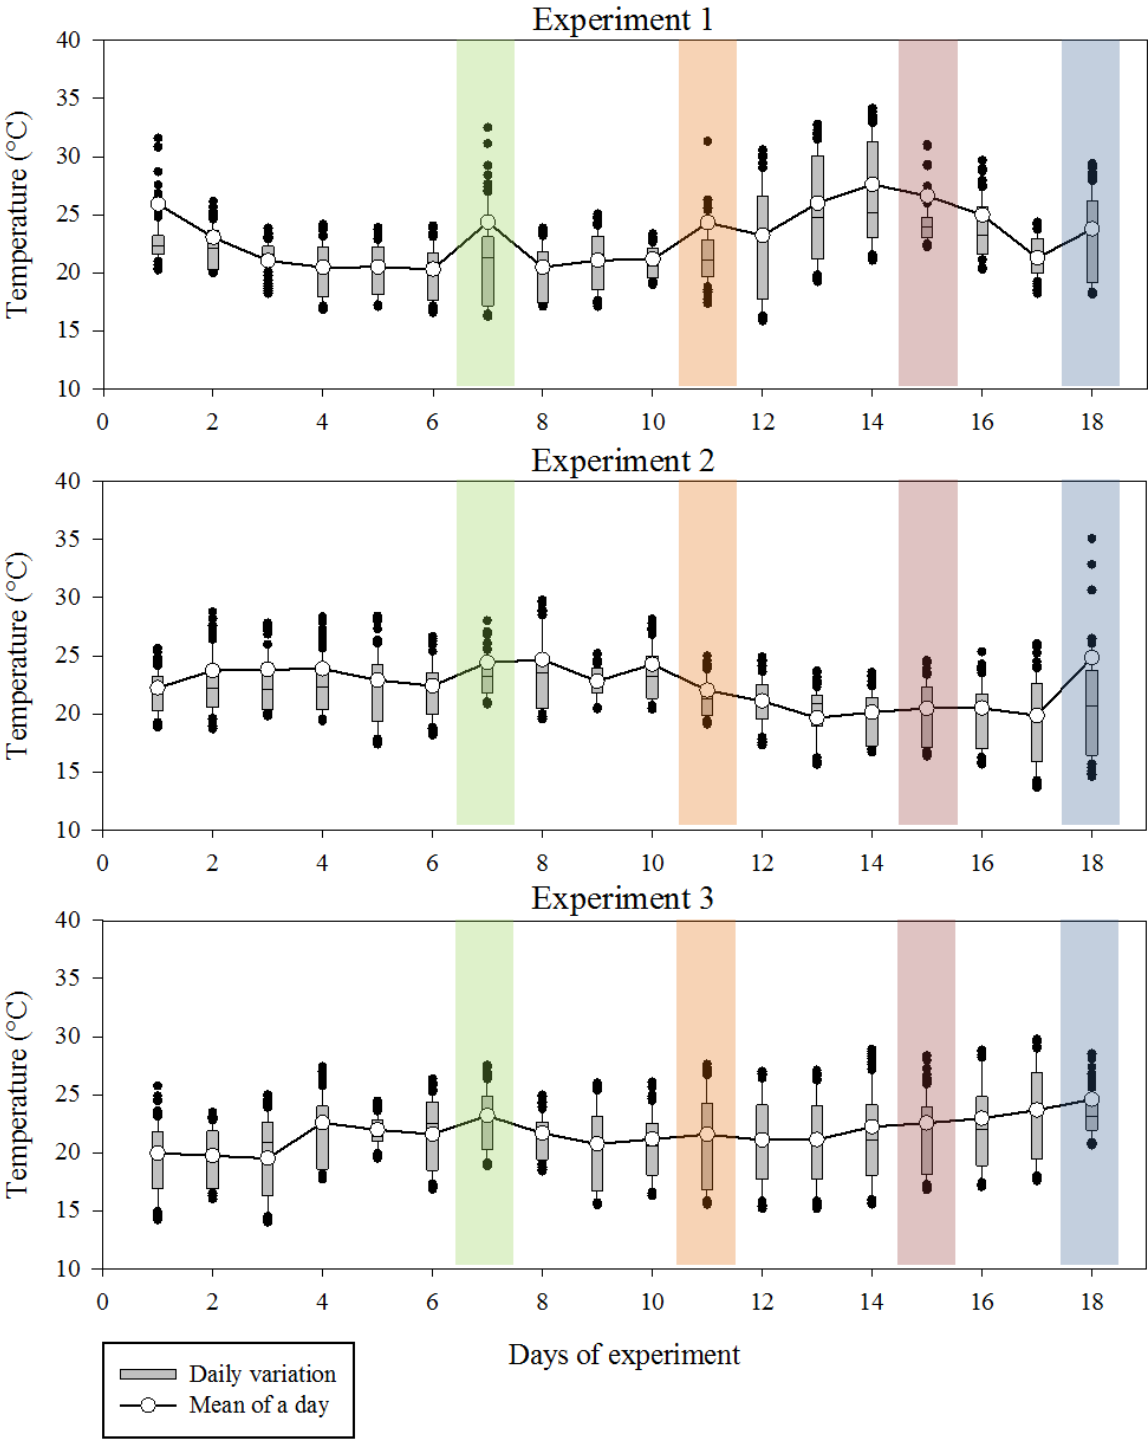 Experiment 1
Temperature (°C)
40
35
30
25
20
15
10
0 2 4 6 8 10 12 14 16 18
Experiment 2
Temperature (°C)
40
35
30
25
20
15
10
0 2 4 6 8 10 12 14 16 18
Experiment 3
Temperature (°C)
40
35
30
25
20
15
10
0 2 4 6 8 10 12 14 16 18
Days of experiment
Daily variation
Mean of a day